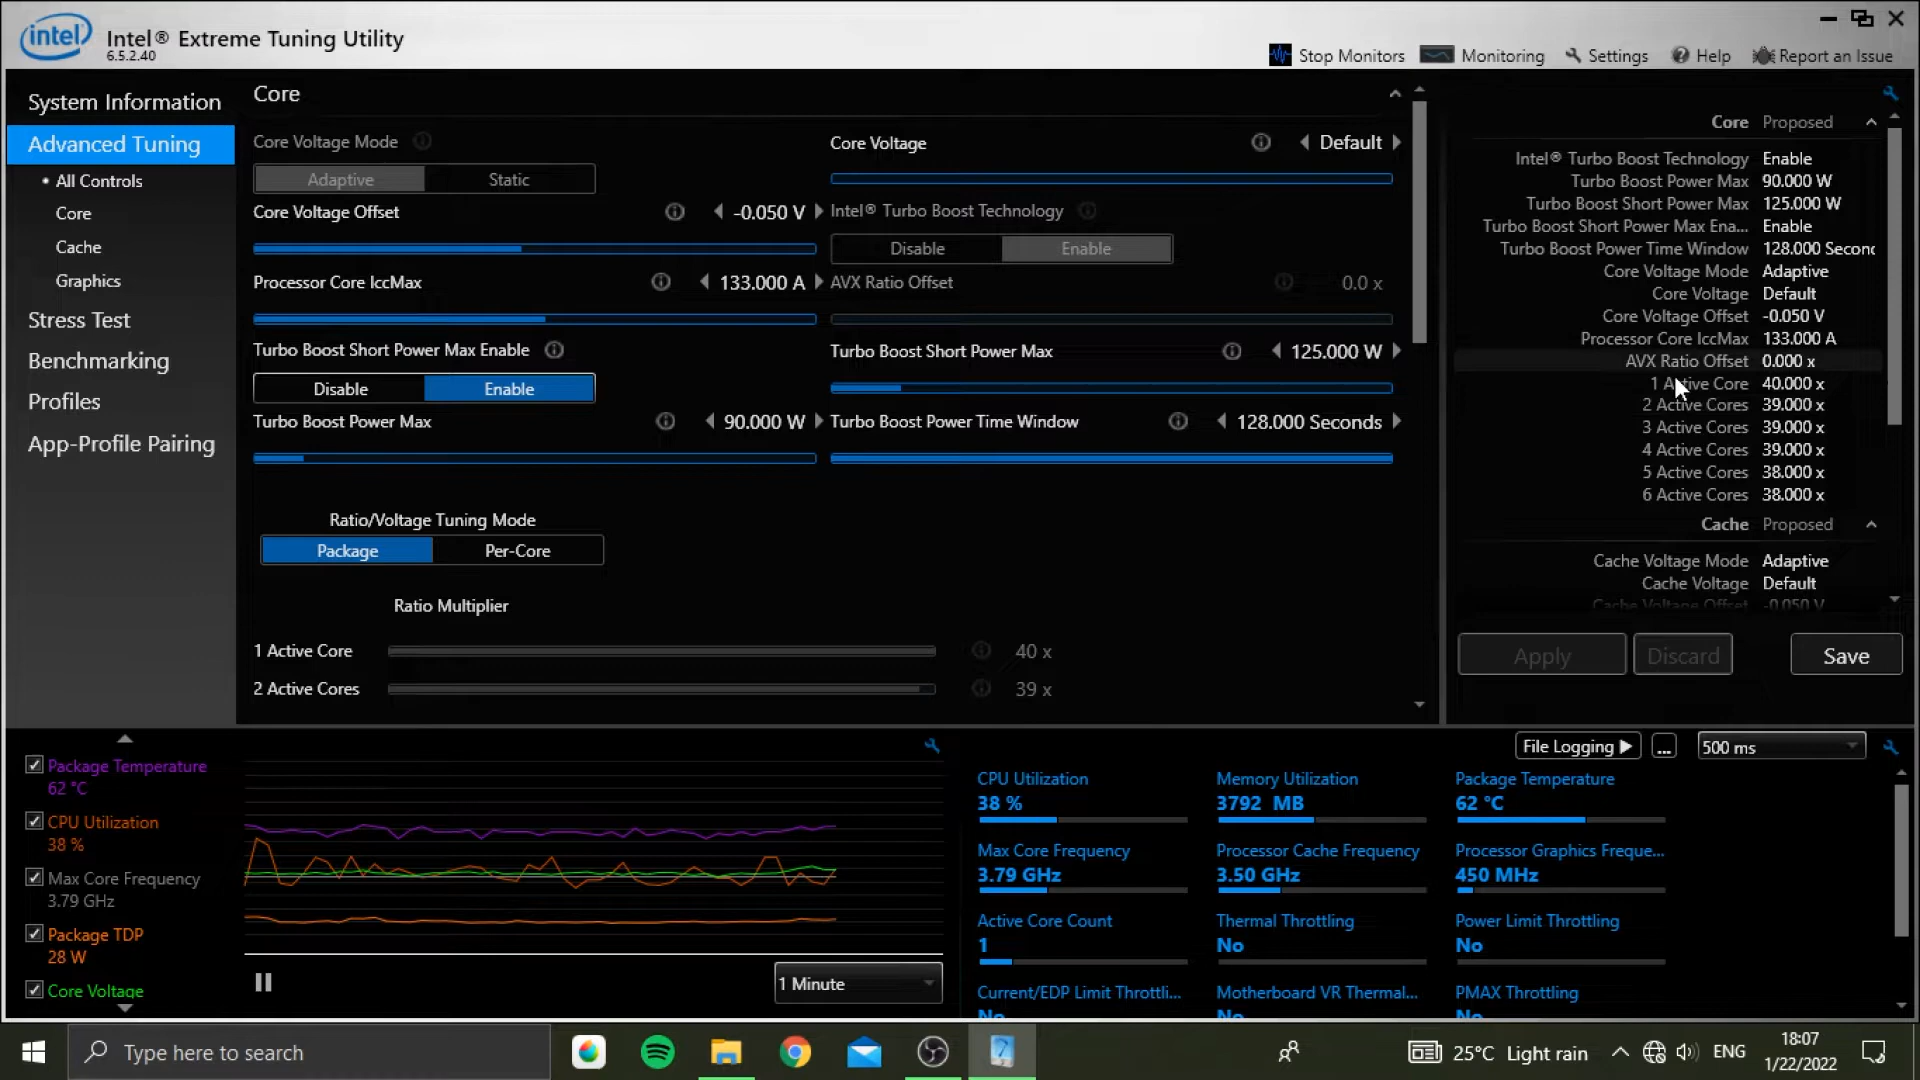 intel
Intel® Extreme Tuning Utility
6.5.2.40
Stop Monitors
Monitoring
Settings
Help
Report an Issue
System Information
Advanced Tuning
• All Controls
Core
Cache
Graphics
Stress Test
Benchmarking
Profiles
App-Profile Pairing
Core
Core Voltage Mode
Adaptive Static
Core Voltage Default
Core Voltage Offset -0.050 V
Intel® Turbo Boost Technology
Disable Enable
Processor Core IccMax 133.000 A
AVX Ratio Offset 0.0 x
Turbo Boost Short Power Max Enable
Disable Enable
Turbo Boost Short Power Max 125.000 W
Turbo Boost Power Max 90.000 W
Turbo Boost Power Time Window 128.000 Seconds
Ratio/Voltage Tuning Mode
Package Per-Core
Ratio Multiplier
1 Active Core 40 x
2 Active Cores 39 x
Core Proposed
Intel® Turbo Boost Technology Enable
Turbo Boost Power Max 90.000 W
Turbo Boost Short Power Max 125.000 W
Turbo Boost Short Power Max Ena... Enable
Turbo Boost Power Time Window 128.000 Second
Core Voltage Mode Adaptive
Core Voltage Default
Core Voltage Offset -0.050 V
Processor Core IccMax 133.000 A
AVX Ratio Offset 0.000 x
1 Active Core 40.000 x
2 Active Cores 39.000 x
3 Active Cores 39.000 x
4 Active Cores 39.000 x
5 Active Cores 38.000 x
6 Active Cores 38.000 x
Cache Proposed
Cache Voltage Mode Adaptive
Cache Voltage Default
Cache Voltage Offset -0.050 V
Apply Discard Save
Package Temperature
62 °C
CPU Utilization
38 %
Max Core Frequency
3.79 GHz
Package TDP
28 W
Core Voltage
1 Minute
File Logging ... 500 ms
CPU Utilization
38 %
Memory Utilization
3792 MB
Package Temperature
62 °C
Max Core Frequency
3.79 GHz
Processor Cache Frequency
3.50 GHz
Processor Graphics Freque...
450 MHz
Active Core Count
1
Thermal Throttling
No
Power Limit Throttling
No
Current/EDP Limit Throttli...
No
Motherboard VR Thermal...
No
PMAX Throttling
No
Type here to search
25°C Light rain
ENG
18:07
1/22/2022